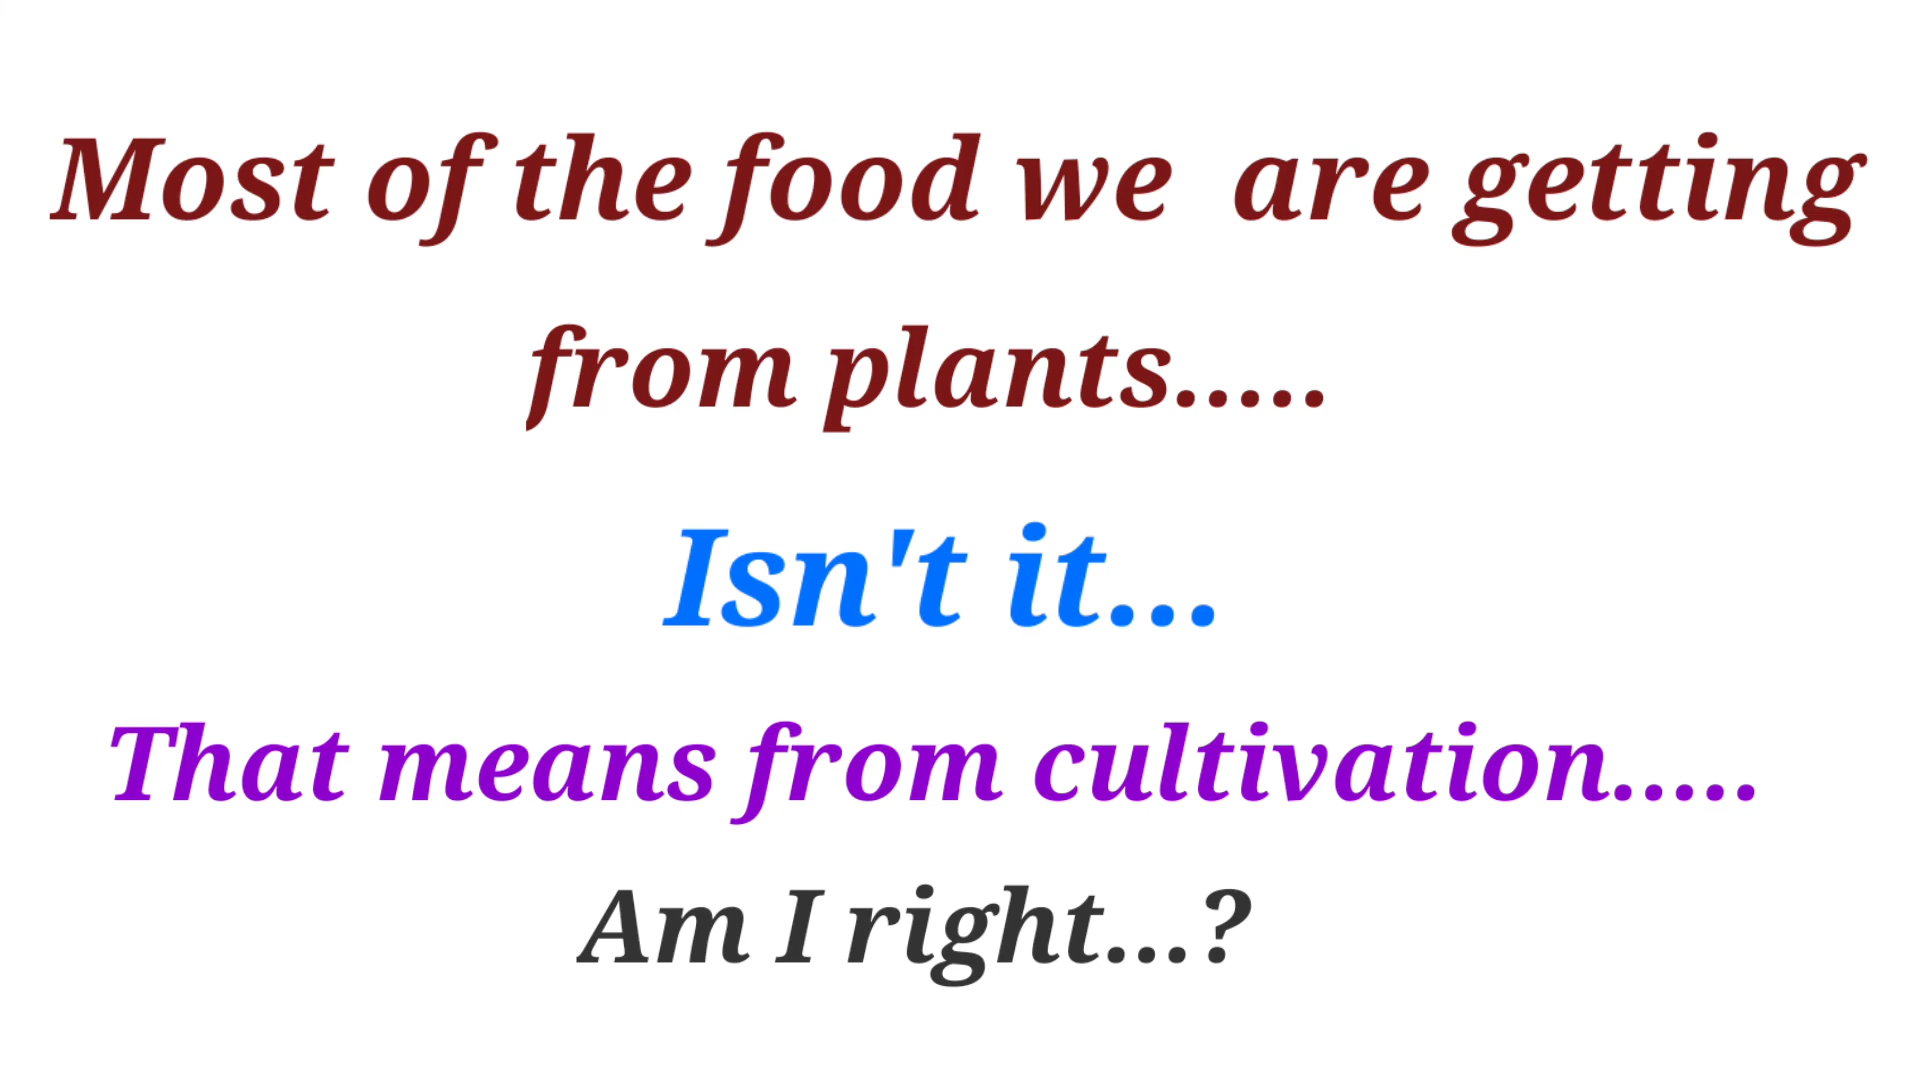 Most of the food we  are getting
from plants.....
Isn't it...
That means from cultivation.....
Am I right...?